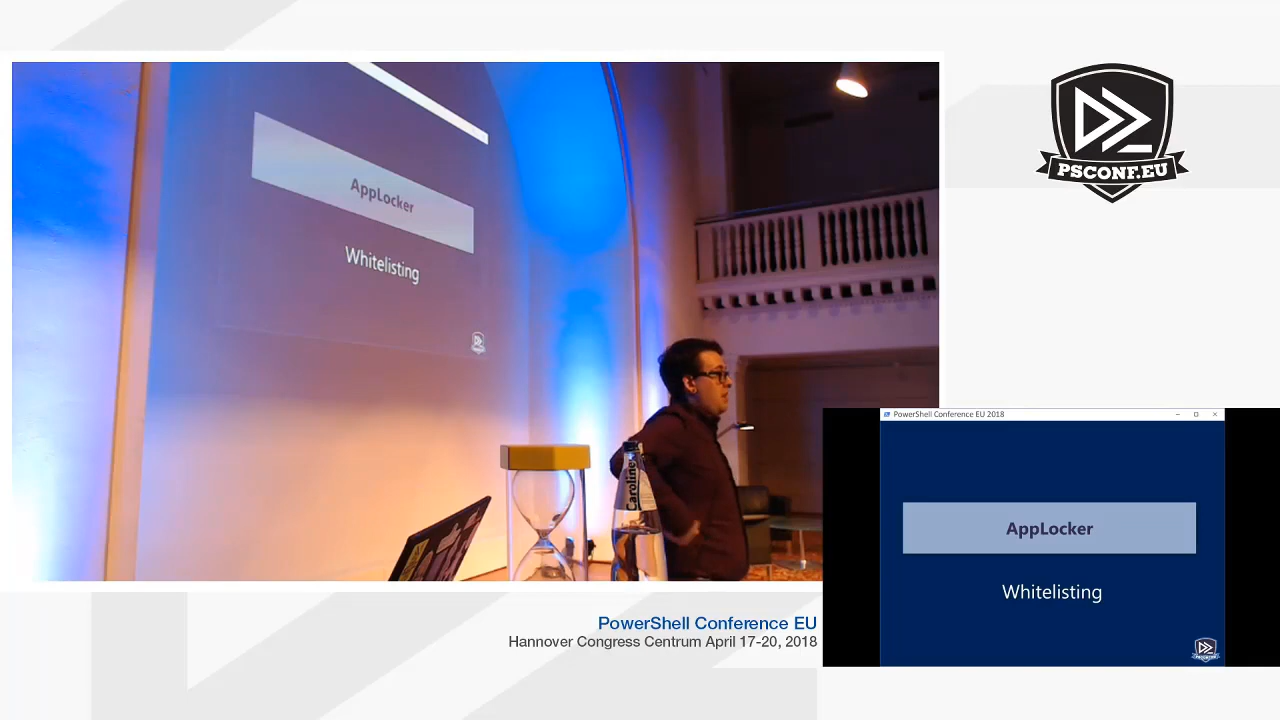 AppLocker
Whitelisting
PSCONF.EU
Caroline
PowerShell Conference EU 2018
AppLocker
Whitelisting
PowerShell Conference EU
Hannover Congress Centrum April 17-20, 2018